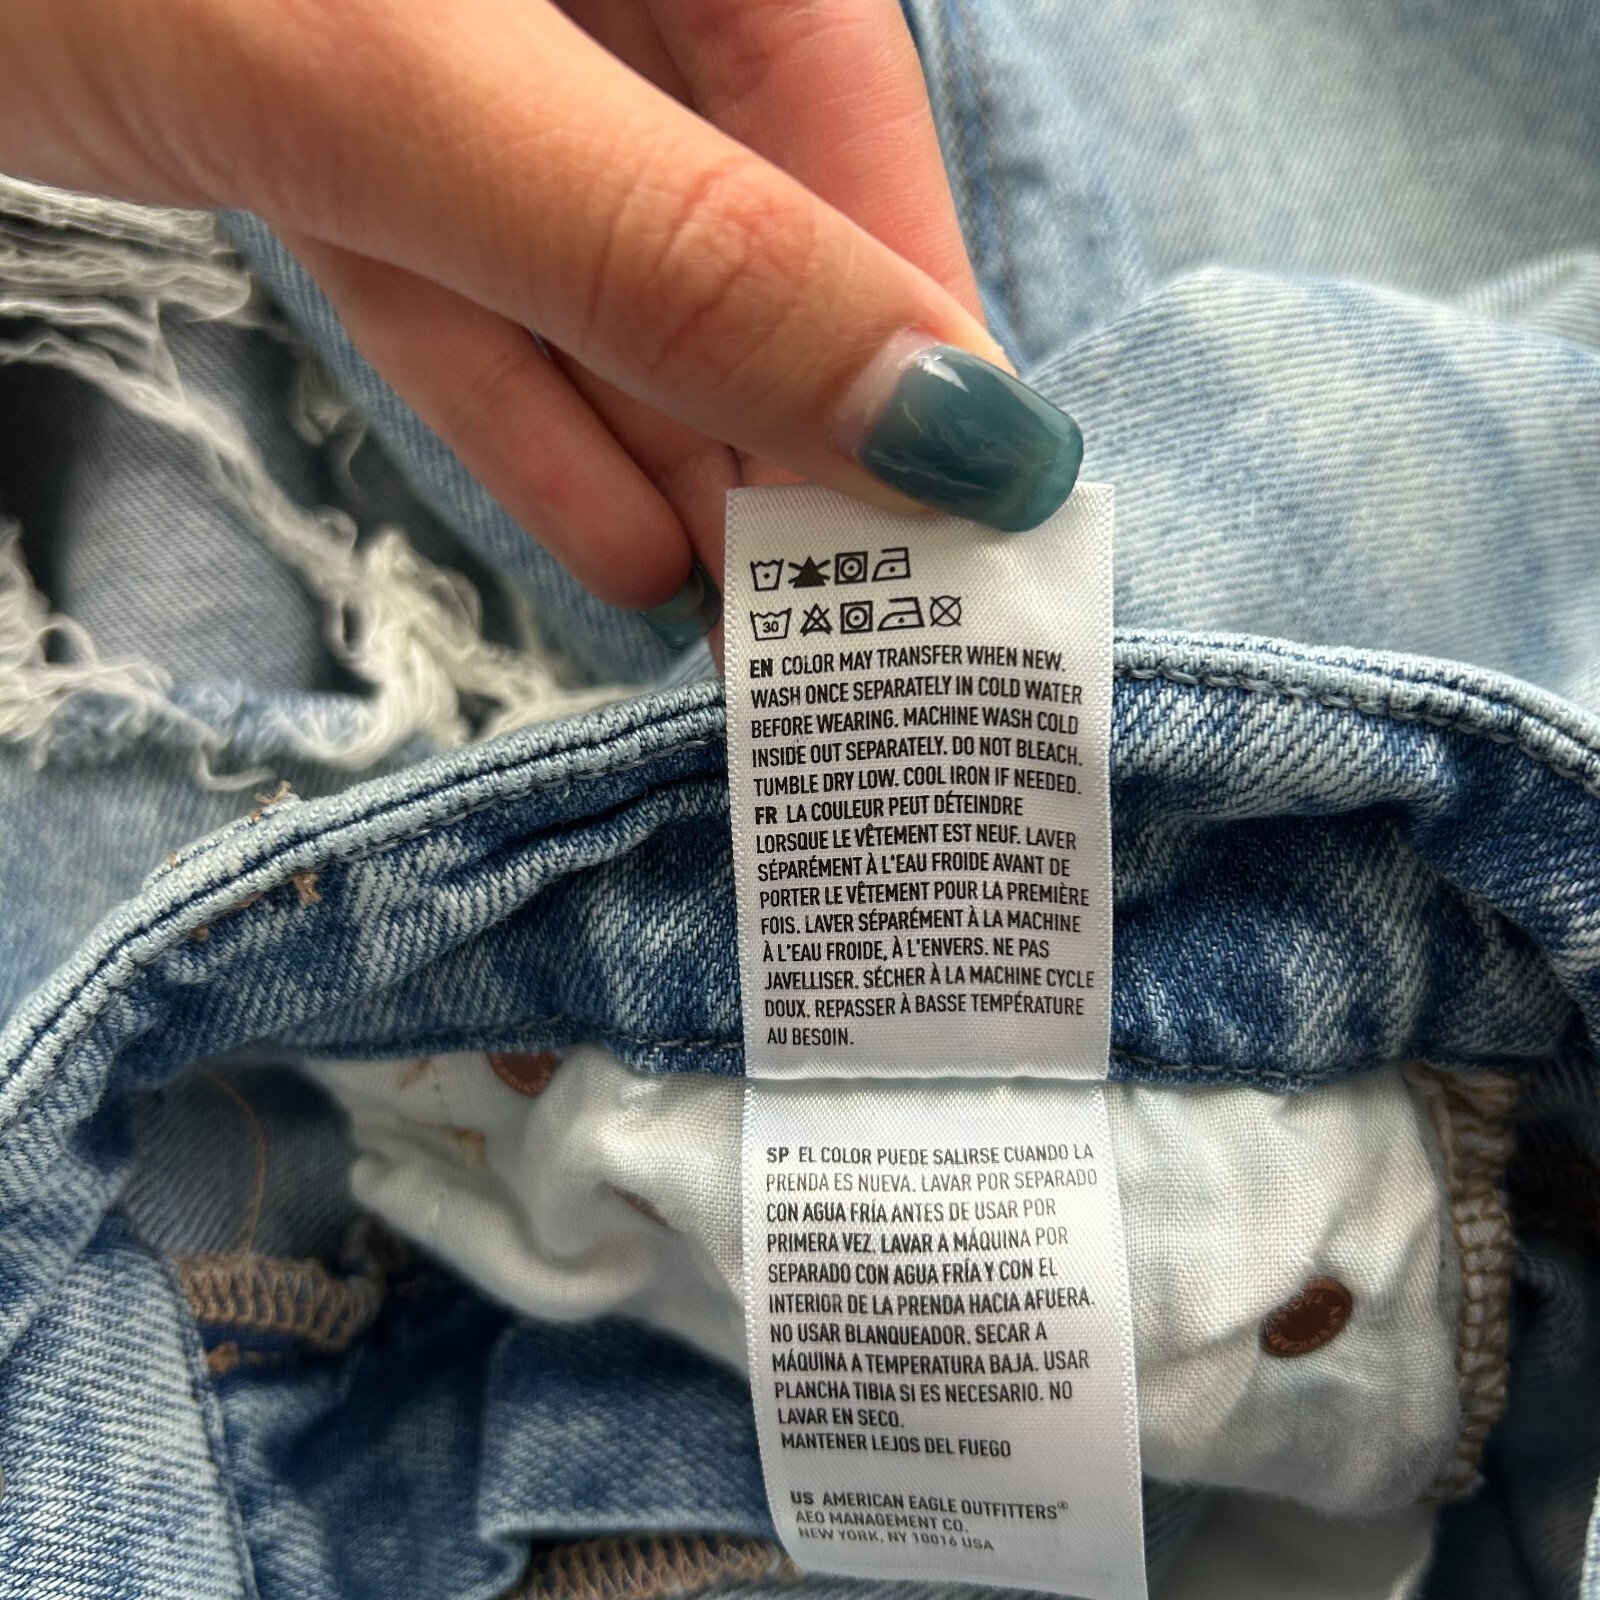 30
EN COLOR MAY TRANSFER WHEN NEW.
WASH ONCE SEPARATELY IN COLD WATER
BEFORE WEARING. MACHINE WASH COLD
INSIDE OUT SEPARATELY. DO NOT BLEACH.
TUMBLE DRY LOW. COOL IRON IF NEEDED.
FR LA COULEUR PEUT DÉTEINDRE
LORSQUE LE VÊTEMENT EST NEUF. LAVER
SÉPARÉMENT À L'EAU FROIDE AVANT DE
PORTER LE VÊTEMENT POUR LA PREMIÈRE
FOIS. LAVER SÉPARÉMENT À LA MACHINE
À L'EAU FROIDE, À L'ENVERS. NE PAS
JAVELLISER. SÉCHER À LA MACHINE CYCLE
DOUX. REPASSER À BASSE TEMPÉRATURE
AU BESOIN.
SP EL COLOR PUEDE SALIRSE CUANDO LA
PRENDA ES NUEVA. LAVAR POR SEPARADO
CON AGUA FRÍA ANTES DE USAR POR
PRIMERA VEZ. LAVAR A MÁQUINA POR
SEPARADO CON AGUA FRÍA Y CON EL
INTERIOR DE LA PRENDA HACIA AFUERA.
NO USAR BLANQUEADOR. SECAR A
MÁQUINA A TEMPERATURA BAJA. USAR
PLANCHA TIBIA SI ES NECESARIO. NO
LAVAR EN SECO.
MANTENER LEJOS DEL FUEGO
US AMERICAN EAGLE OUTFITTERS®
AEO MANAGEMENT CO.
NEW YORK, NY 10016 USA